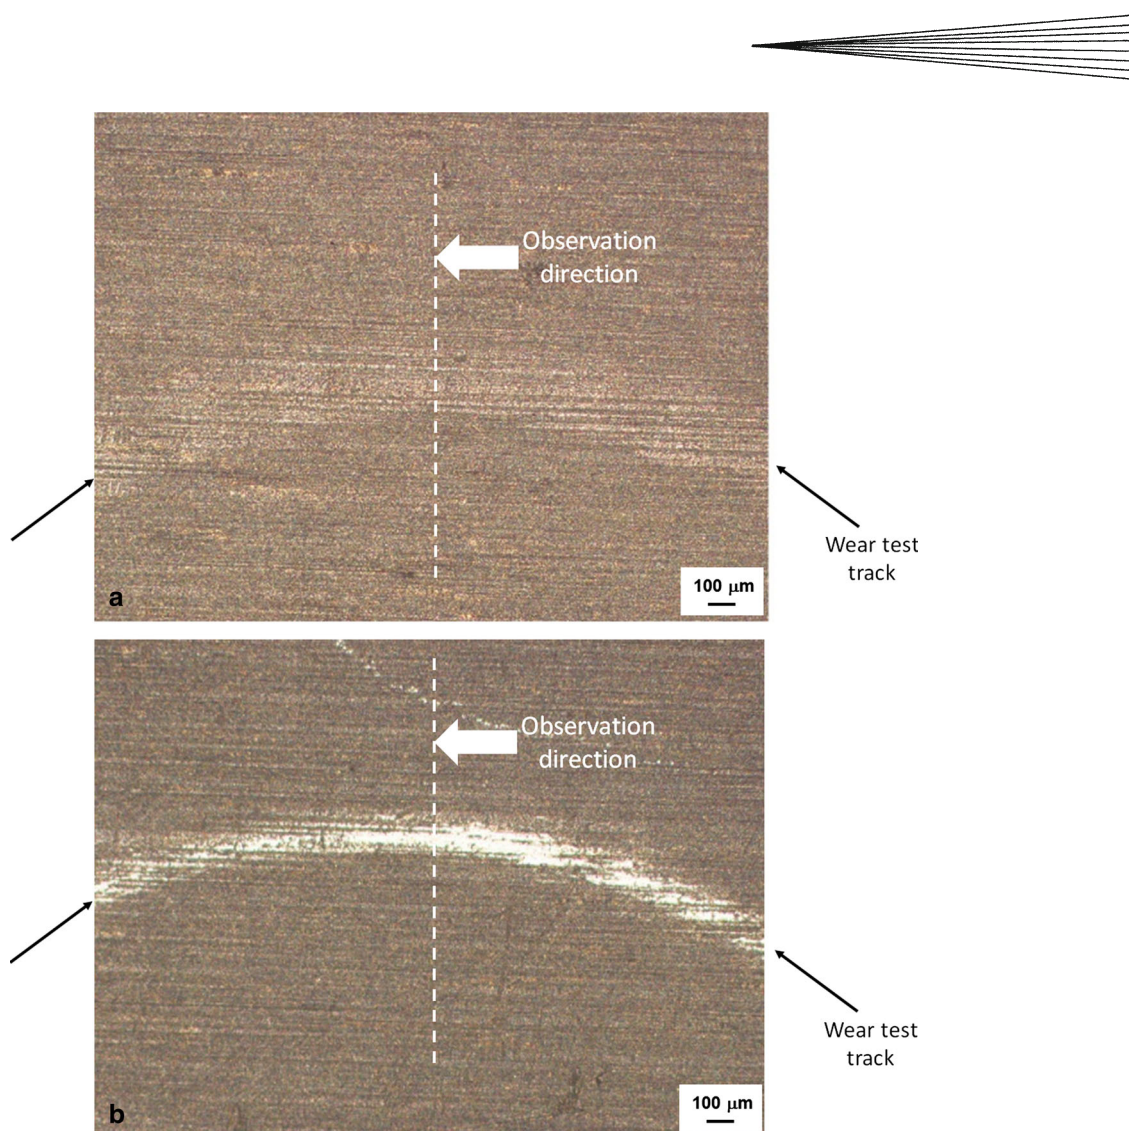 Observation
direction
Wear test
track
a
100 μm
Observation
direction
Wear test
track
b
100 μm